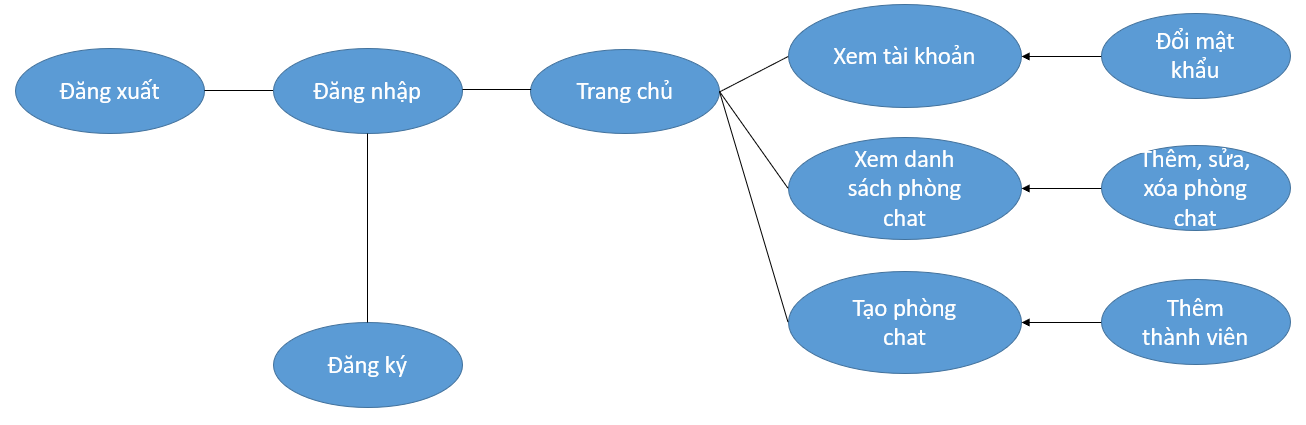 Đăng xuất
Đăng nhập
Trang chủ
Xem tài khoản
Đổi mật
khẩu
Xem danh
sách phòng
chat
Thêm, sửa,
xóa phòng
chat
Tạo phòng
chat
Thêm
thành viên
Đăng ký